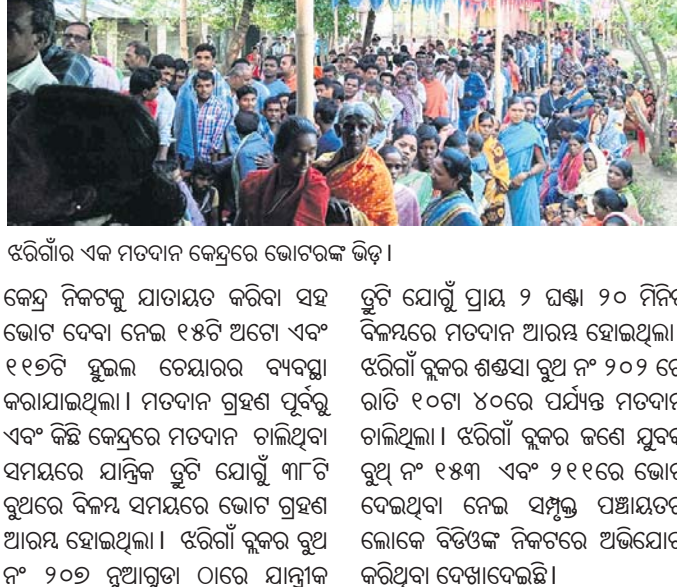 ଝରିଗାଁର ଏକ ମତଦାନ କେନ୍ଦ୍ରରେ ଭୋଟରଙ୍କ ଭିଡ଼।
କେନ୍ଦ୍ର ନିକଟକୁ ଯାତାୟତ କରିବା ସହ
ଭୋଟ ଦେବା ନେଇ ୧୫ଟି ଅଟୋ ଏବଂ
୧୧୭ଟି ହୁଇଲ ଚେୟାରର ବ୍ୟବସ୍ଥା
କରାଯାଇଥିଲା। ମତଦାନ ଗ୍ରହଣ ପୂର୍ବରୁ
ଏବଂ କିଛି କେନ୍ଦ୍ରରେ ମତଦାନ ଚାଲିଥିବା
ସମୟରେ ଯାନ୍ତ୍ରିକ ତ୍ରୁଟି ଯୋଗୁଁ ୩୮ଟି
ବୁଥରେ ବିଳମ୍ବ ସମୟରେ ଭୋଟ ଗ୍ରହଣ
ଆରମ୍ଭ ହୋଇଥିଲା। ଝରିଗାଁ ବ୍ଲକର ବୁଥ
ନଂ ୨୦୭ ନୂଆଗୁଡା ଠାରେ ଯାନ୍ତ୍ରୀକ
ତ୍ରୁଟି ଯୋଗୁଁ ପ୍ରାୟ ୨ ଘଣ୍ଟା ୨୦ ମିନିଟ
ବିଳମ୍ବରେ ମତଦାନ ଆରମ୍ଭ ହୋଇଥିଲା
ଝରିଗାଁ ବ୍ଲକର ଶଣ୍ଢସା ବୁଥ ନଂ ୨୦୨ ରେ
ରାତି ୧୦ଟା ୪୦ରେ ପର୍ଯ୍ୟନ୍ତ ମତଦାନ
ଚାଲିଥିଲା। ଝରିଗାଁ ବ୍ଲକର ଜଣେ ଯୁବକ
ବୁଥ୍ ନଂ ୧୫୩ ଏବଂ ୨୧୧ରେ ଭୋଟ
ଦେଇଥିବା ନେଇ ସମ୍ପୃକ୍ତ ପଞ୍ଚାୟତର
ଲୋକେ ବିଡିଓଙ୍କ ନିକଟରେ ଅଭିଯୋଗ
କରିଥିବା ଦେଖାଦେଇଛି।